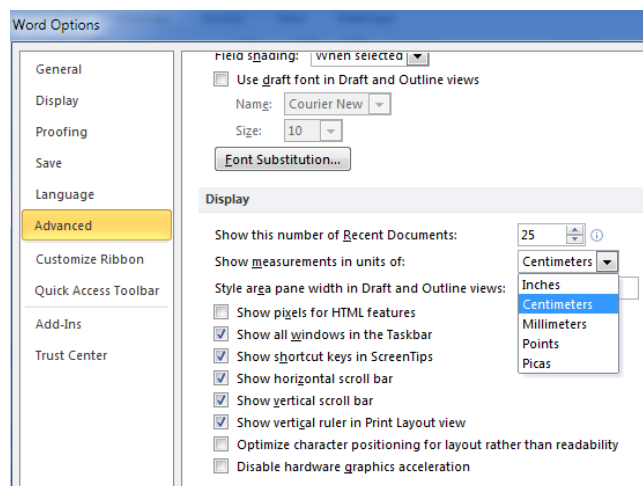 Word Options
General
Display
Proofing
Save
Language
Advanced
Customize Ribbon
Quick Access Toolbar
Add-Ins
Trust Center
Field shading: When selected
Use draft font in Draft and Outline views
Name: Courier New
Size: 10
Font Substitution...
Display
Show this number of Recent Documents: 25
Show measurements in units of: Centimeters
Style area pane width in Draft and Outline views:
Inches
Centimeters
Millimeters
Points
Picas
Show pixels for HTML features
Show all windows in the Taskbar
Show shortcut keys in ScreenTips
Show horizontal scroll bar
Show vertical scroll bar
Show vertical ruler in Print Layout view
Optimize character positioning for layout rather than readability
Disable hardware graphics acceleration